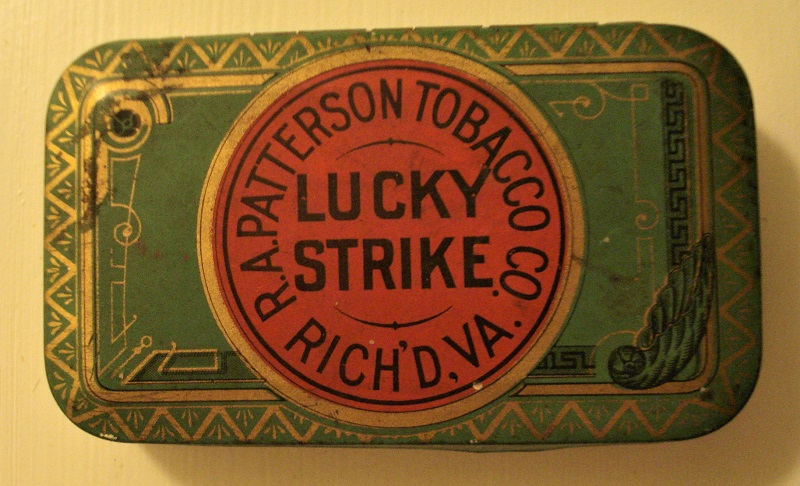 R.A. PATTERSON TOBACCO CO.
LUCKY
STRIKE.
RICH'D, VA.